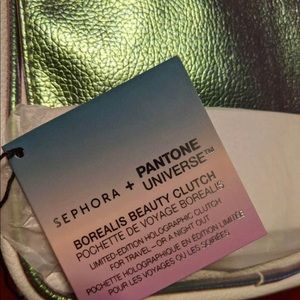 SEPHORA + PANTONE UNIVERSE™
BOREALIS BEAUTY CLUTCH
POCHETTE DE VOYAGE BOREALIS
LIMITED-EDITION HOLOGRAPHIC CLUTCH
FOR TRAVEL—OR A NIGHT OUT
POCHETTE HOLOGRAPHIQUE EN ÉDITION LIMITÉE
POUR LES VOYAGES OU LES SOIRÉES